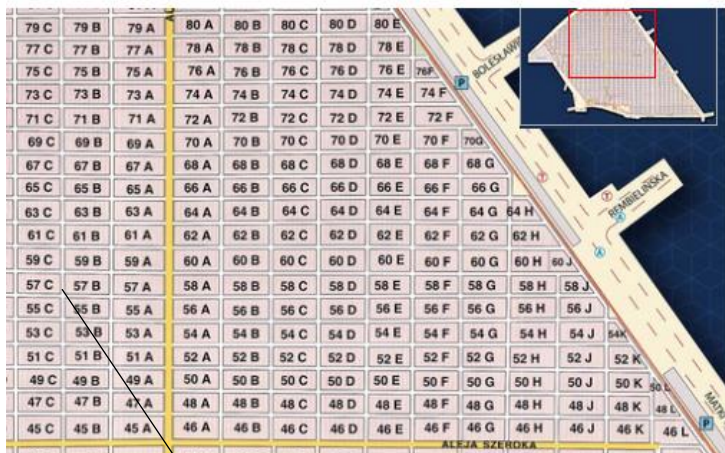 79 C 79 B 79 A 80 A 80 B 80 C 80 D 80 E
77 C 77 B 77 A 78 A 78 B 78 C 78 D 78 E
75 C 75 B 75 A 76 A 76 B 76 C 76 D 76 E 76F
73 C 73 B 73 A 74 A 74 B 74 C 74 D 74 E 74 F
71 C 71 B 71 A 72 A 72 B 72 C 72 D 72 E 72 F
69 C 69 B 69 A 70 A 70 B 70 C 70 D 70 E 70 F 70G
67 C 67 B 67 A 68 A 68 B 68 C 68 D 68 E 68 F 68 G
65 C 65 B 65 A 66 A 66 B 66 C 66 D 66 E 66 F 66 G
63 C 63 B 63 A 64 A 64 B 64 C 64 D 64 E 64 F 64 G 64 H
61 C 61 B 61 A 62 A 62 B 62 C 62 D 62 E 62 F 62 G 62 H
59 C 59 B 59 A 60 A 60 B 60 C 60 D 60 E 60 F 60 G 60 H 60 J
57 C 57 B 57 A 58 A 58 B 58 C 58 D 58 E 58 F 58 G 58 H 58 J
55 C 55 B 55 A 56 A 56 B 56 C 56 D 56 E 56 F 56 G 56 H 56 J
53 C 53 B 53 A 54 A 54 B 54 C 54 D 54 E 54 F 54 G 54 H 54 J 54K
51 C 51 B 51 A 52 A 52 B 52 C 52 D 52 E 52 F 52 G 52 H 52 J 52 K
49 C 49 B 49 A 50 A 50 B 50 C 50 D 50 E 50 F 50 G 50 H 50 J 50 K 50 L
47 C 47 B 47 A 48 A 48 B 48 C 48 D 48 E 48 F 48 G 48 H 48 J 48 K 48 L
45 C 45 B 45 A 46 A 46 B 46 C 46 D 46 E 46 F 46 G 46 H 46 J 46 K 46 L
ALEJA SZEROKA
P
REMBIELIŃSKA
P